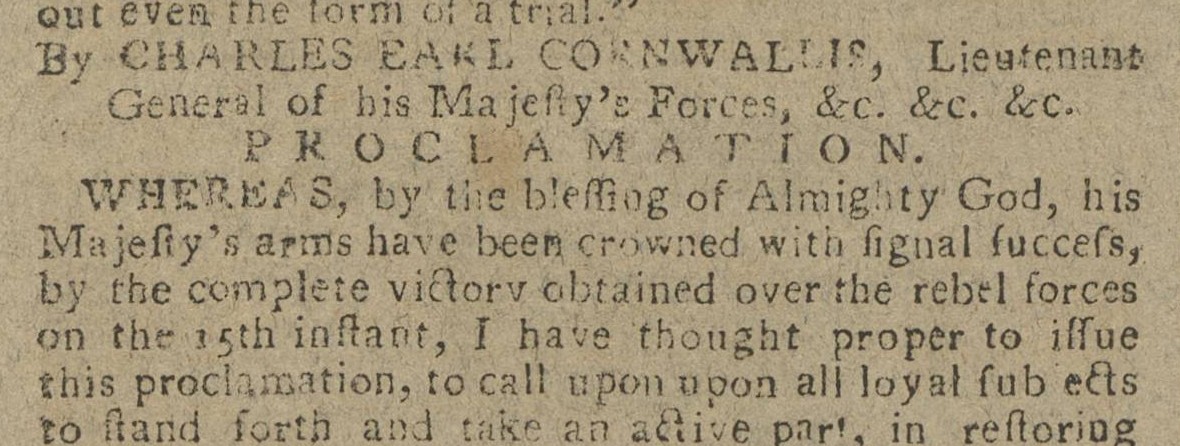 out even the form of a trial."
By CHARLES EARL CORNWALLIS, Lieutenant
General of his Majeſty's Forces, &c. &c. &c.
PROCLAMATION.
WHEREAS, by the bleſſing of Almighty God, his
Majeſty's arms have been crowned with ſignal ſucceſs,
by the complete victory obtained over the rebel forces
on the 15th inſtant, I have thought proper to iſſue
this proclamation, to call upon upon all loyal ſub ects
to ſtand forth and take an active part, in reſtoring